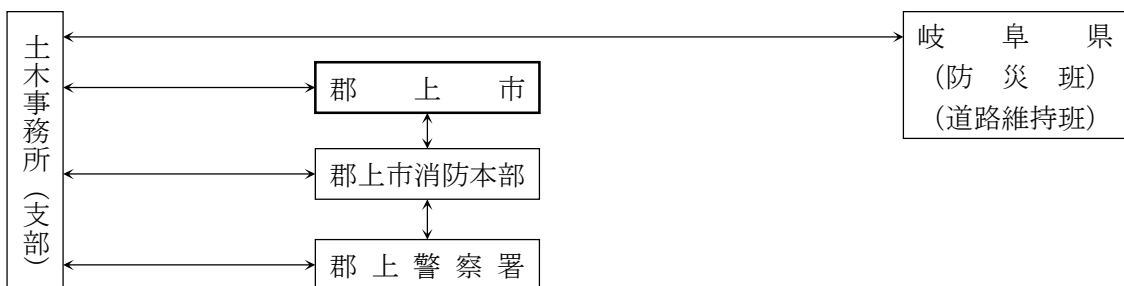 土木事務所（支部）
岐阜県
（防災班）
（道路維持班）
郡上市
郡上市消防本部
郡上警察署